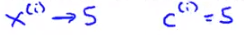 x⁽ⁱ⁾ → 5 c⁽ⁱ⁾ = 5